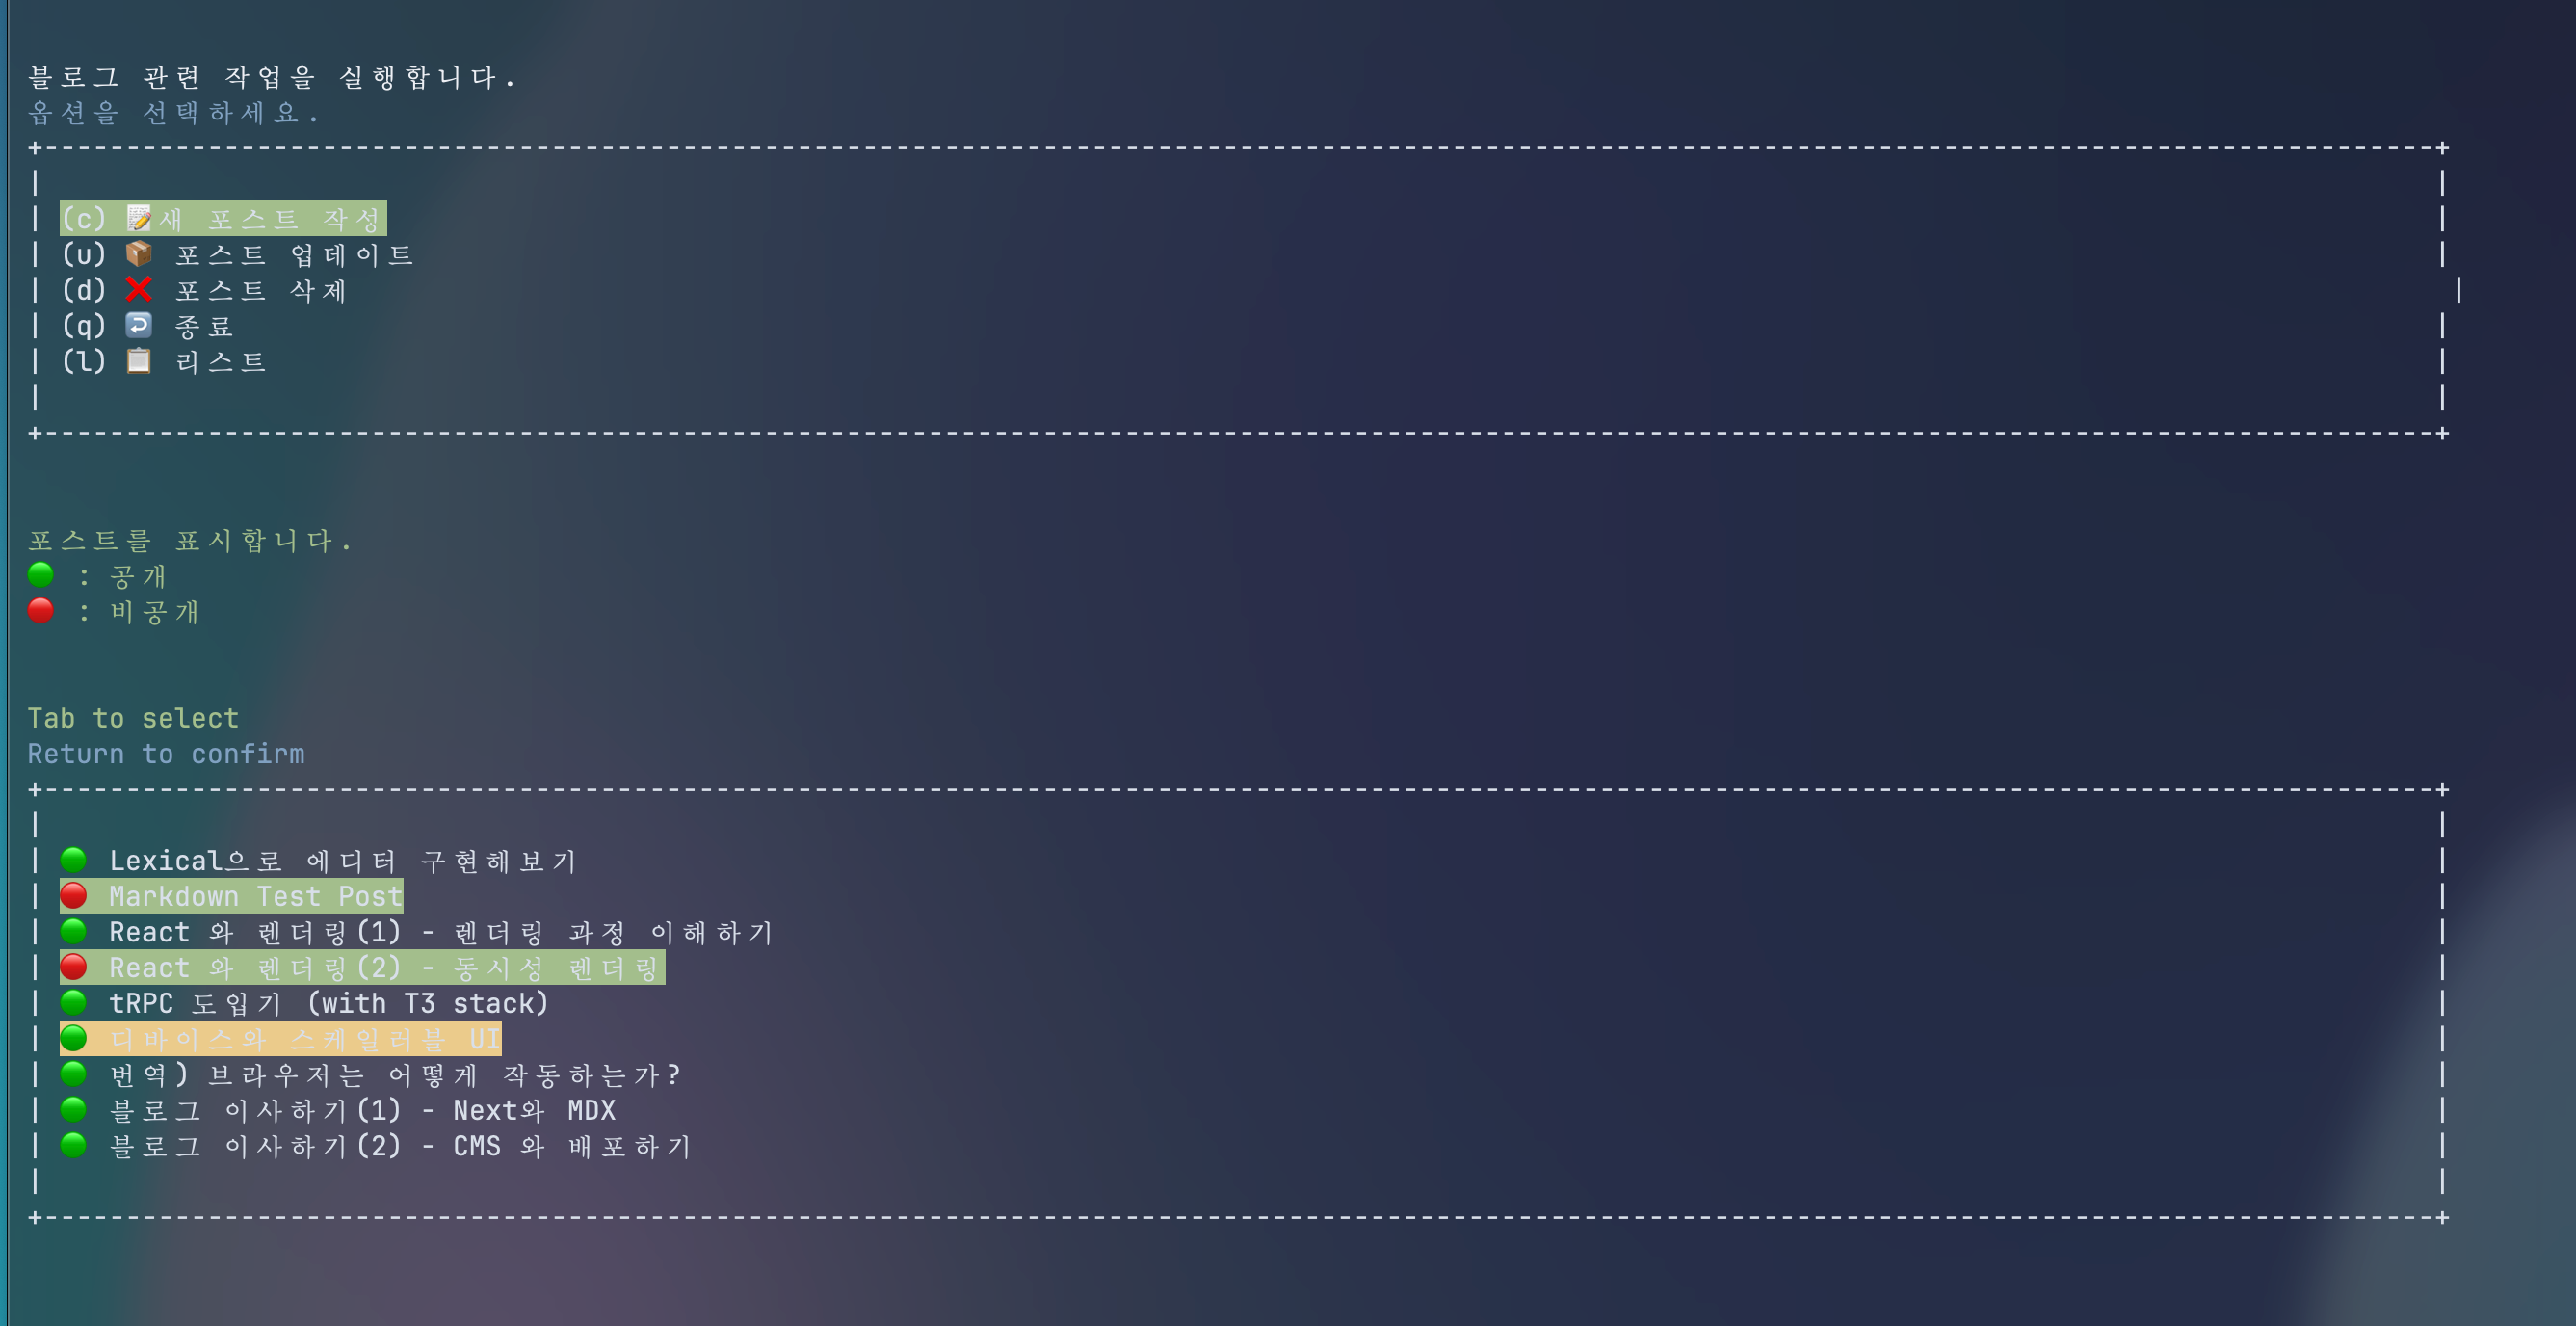 블로그 관련 작업을 실행합니다.
옵션을 선택하세요.
(c) 📝새 포스트 작성
(u) 📦 포스트 업데이트
(d) ❌ 포스트 삭제
(q) ↩️ 종료
(l) 📋 리스트
포스트를 표시합니다.
🟢 : 공개
🔴 : 비공개
Tab to select
Return to confirm
🟢 Lexical으로 에디터 구현해보기
🔴 Markdown Test Post
🟢 React 와 렌더링(1) - 렌더링 과정 이해하기
🔴 React 와 렌더링(2) - 동시성 렌더링
🟢 tRPC 도입기 (with T3 stack)
🟢 디바이스와 스케일러블 UI
🟢 번역) 브라우저는 어떻게 작동하는가?
🟢 블로그 이사하기(1) - Next와 MDX
🟢 블로그 이사하기(2) - CMS 와 배포하기